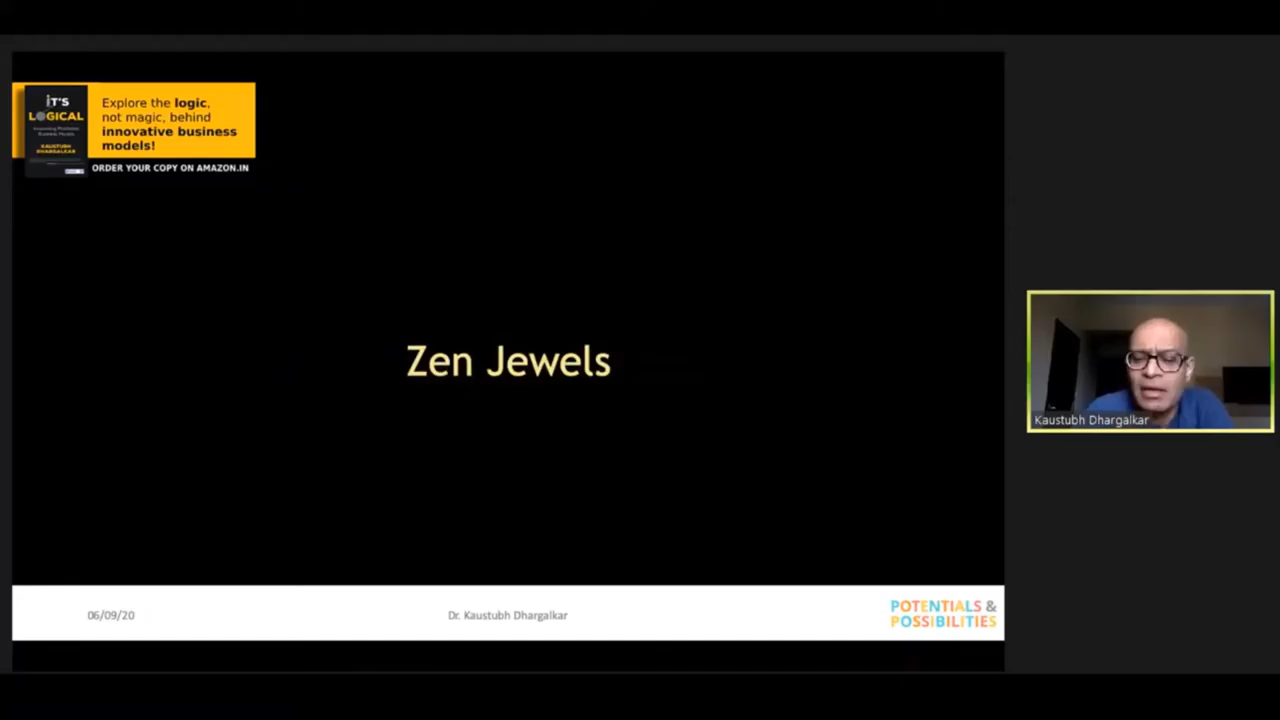 iT'S
LOGICAL
KAUSTUBH
DHARGALKAR
Explore the logic,
not magic, behind
innovative business
models!
ORDER YOUR COPY ON AMAZON.IN
Zen Jewels
Kaustubh Dhargalkar
06/09/20
Dr. Kaustubh Dhargalkar
POTENTIALS &
POSSIBILITIES